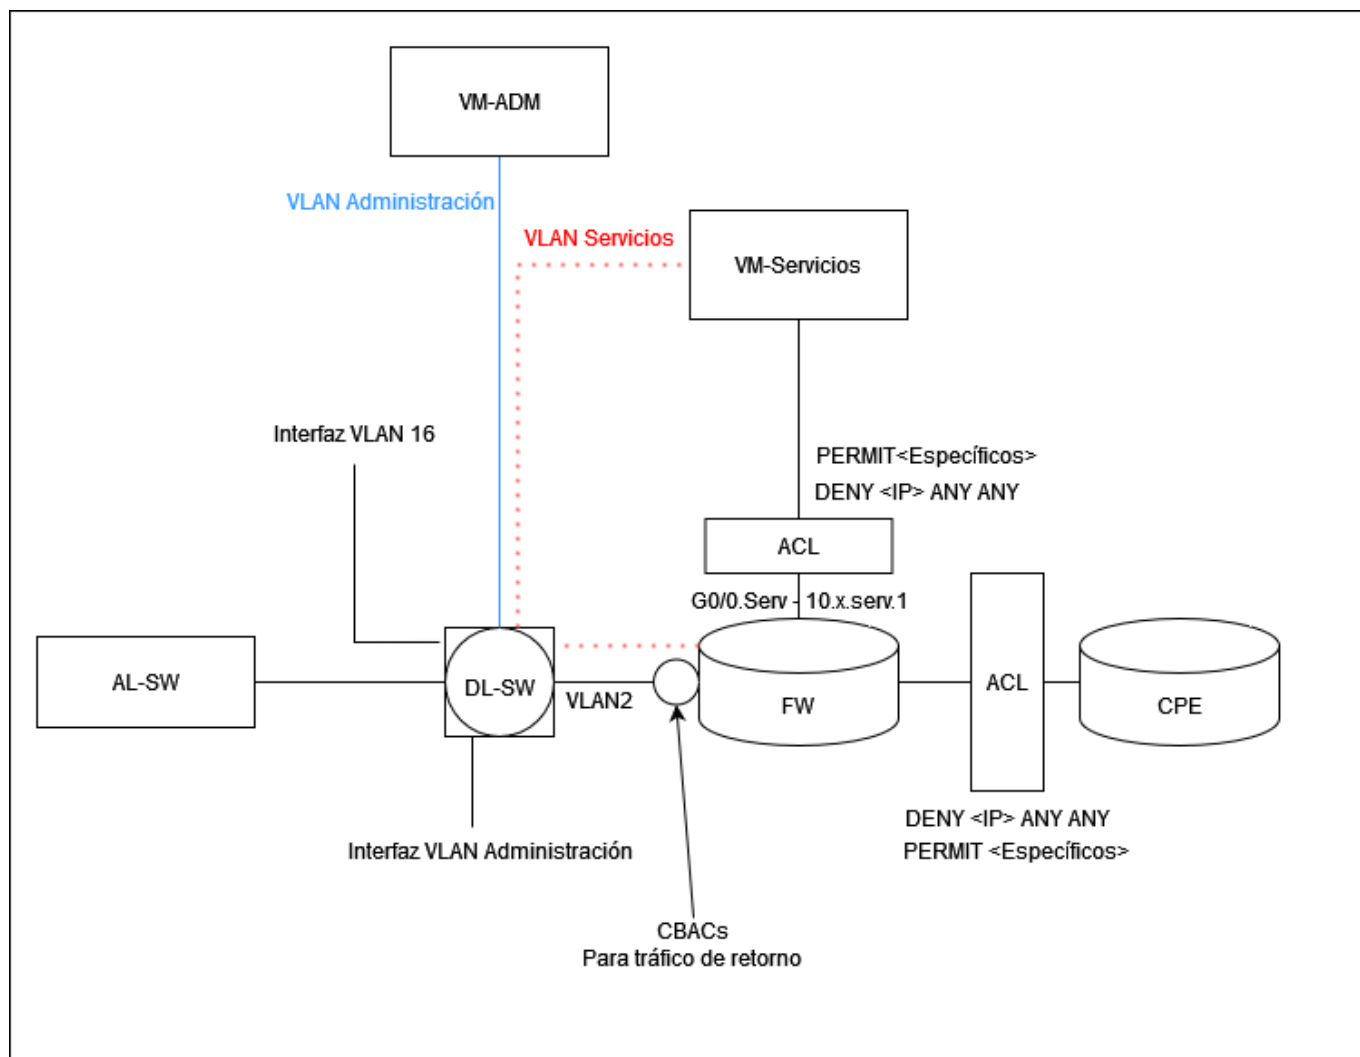 VM-ADM
VLAN Administración
VLAN Servicios
VM-Servicios
Interfaz VLAN 16
PERMIT<Específicos>
DENY <IP> ANY ANY
ACL
G0/0.Serv - 10.x.serv.1
AL-SW
DL-SW
VLAN2
FW
ACL
CPE
DENY <IP> ANY ANY
PERMIT <Específicos>
Interfaz VLAN Administración
CBACs
Para tráfico de retorno